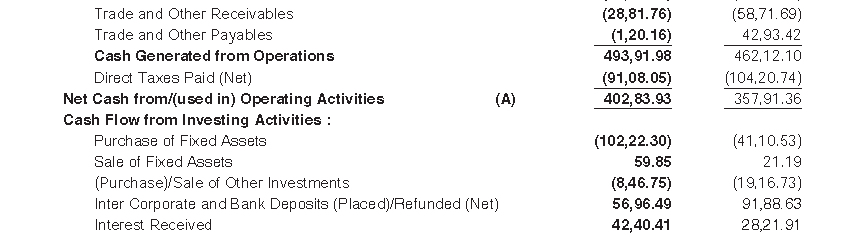 Trade and Other Receivables (28,81.76) (58,71.69)
Trade and Other Payables (1,20.16) 42,93.42
Cash Generated from Operations 493,91.98 462,12.10
Direct Taxes Paid (Net) (91,08.05) (104,20.74)
Net Cash from/(used in) Operating Activities (A) 402,83.93 357,91.36
Cash Flow from Investing Activities :
Purchase of Fixed Assets (102,22.30) (41,10.53)
Sale of Fixed Assets 59.85 21.19
(Purchase)/Sale of Other Investments (8,46.75) (19,16.73)
Inter Corporate and Bank Deposits (Placed)/Refunded (Net) 56,96.49 91,88.63
Interest Received 42,40.41 28,21.91